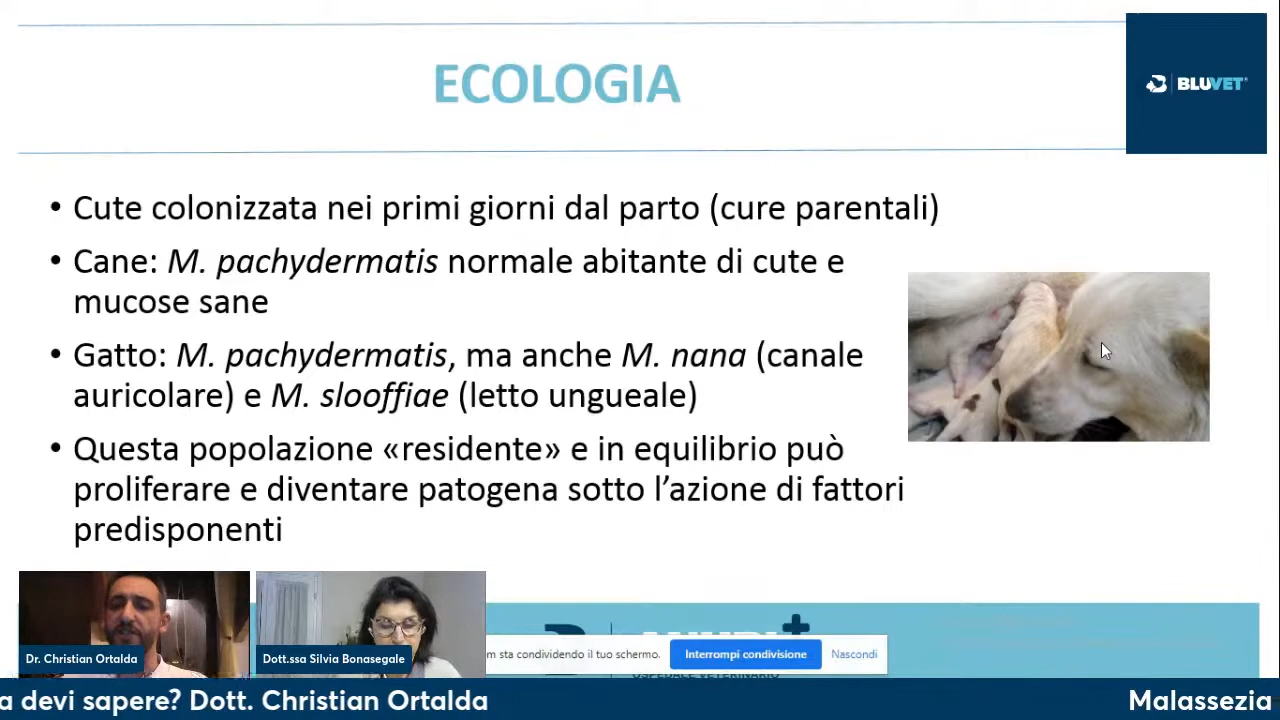 ECOLOGIA
BLUVET
• Cute colonizzata nei primi giorni dal parto (cure parentali)
• Cane: M. pachydermatis normale abitante di cute e
mucose sane
• Gatto: M. pachydermatis, ma anche M. nana (canale
auricolare) e M. slooffiae (letto ungueale)
• Questa popolazione «residente» e in equilibrio può
proliferare e diventare patogena sotto l’azione di fattori
predisponenti
Dr. Christian Ortalda
Dott.ssa Silvia Bonasegale
sta condividendo il tuo schermo.
Interrompi condivisione
Nascondi
OSPEDALE VETERINARIO
a devi sapere? Dott. Christian Ortalda
Malassezia